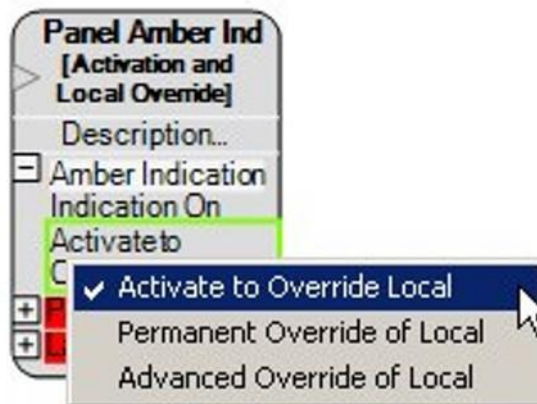 Panel Amber Ind
[Activation and
Local Override]
Description...
Amber Indication
Indication On
Activate to
Activate to Override Local
Permanent Override of Local
Advanced Override of Local